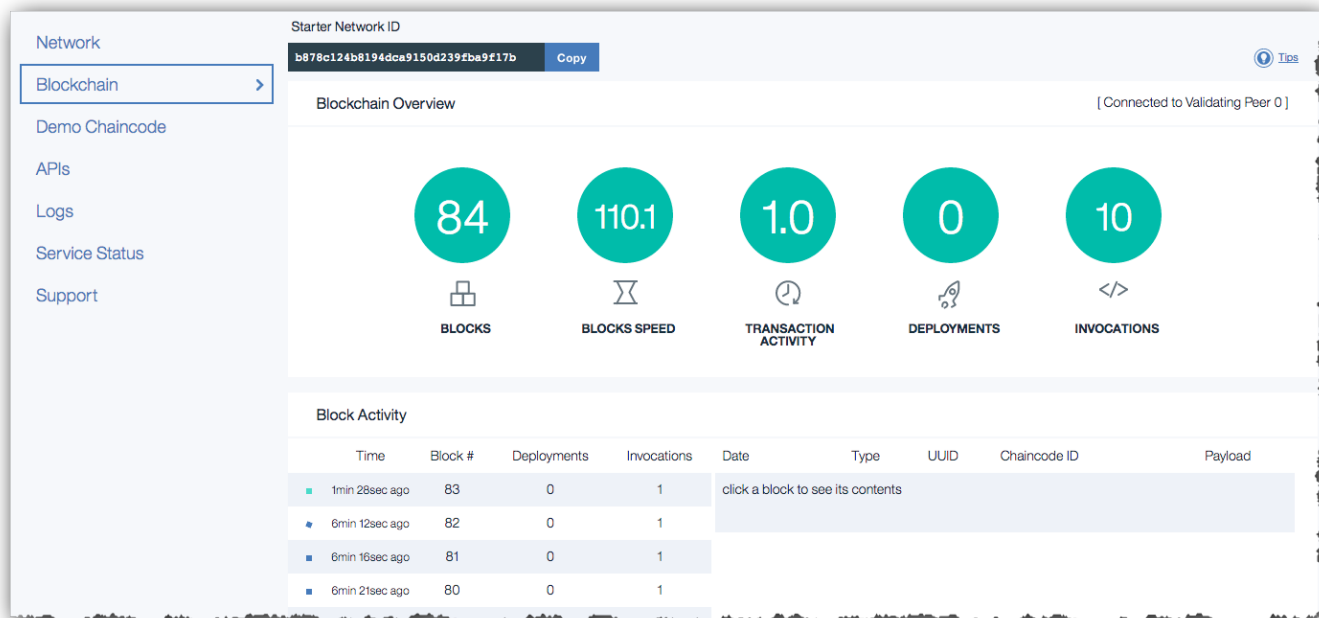 Network
Blockchain
Demo Chaincode
APIs
Logs
Service Status
Support
Starter Network ID
b878c124b8194dca9150d239fba9f17b Copy
Tips
Blockchain Overview [ Connected to Validating Peer 0 ]
84 110.1 1.0 0 10
</>
BLOCKS BLOCKS SPEED TRANSACTION ACTIVITY DEPLOYMENTS INVOCATIONS
Block Activity
Time Block # Deployments Invocations Date Type UUID Chaincode ID Payload
1min 28sec ago 83 0 1 click a block to see its contents
6min 12sec ago 82 0 1
6min 16sec ago 81 0 1
6min 21sec ago 80 0 1